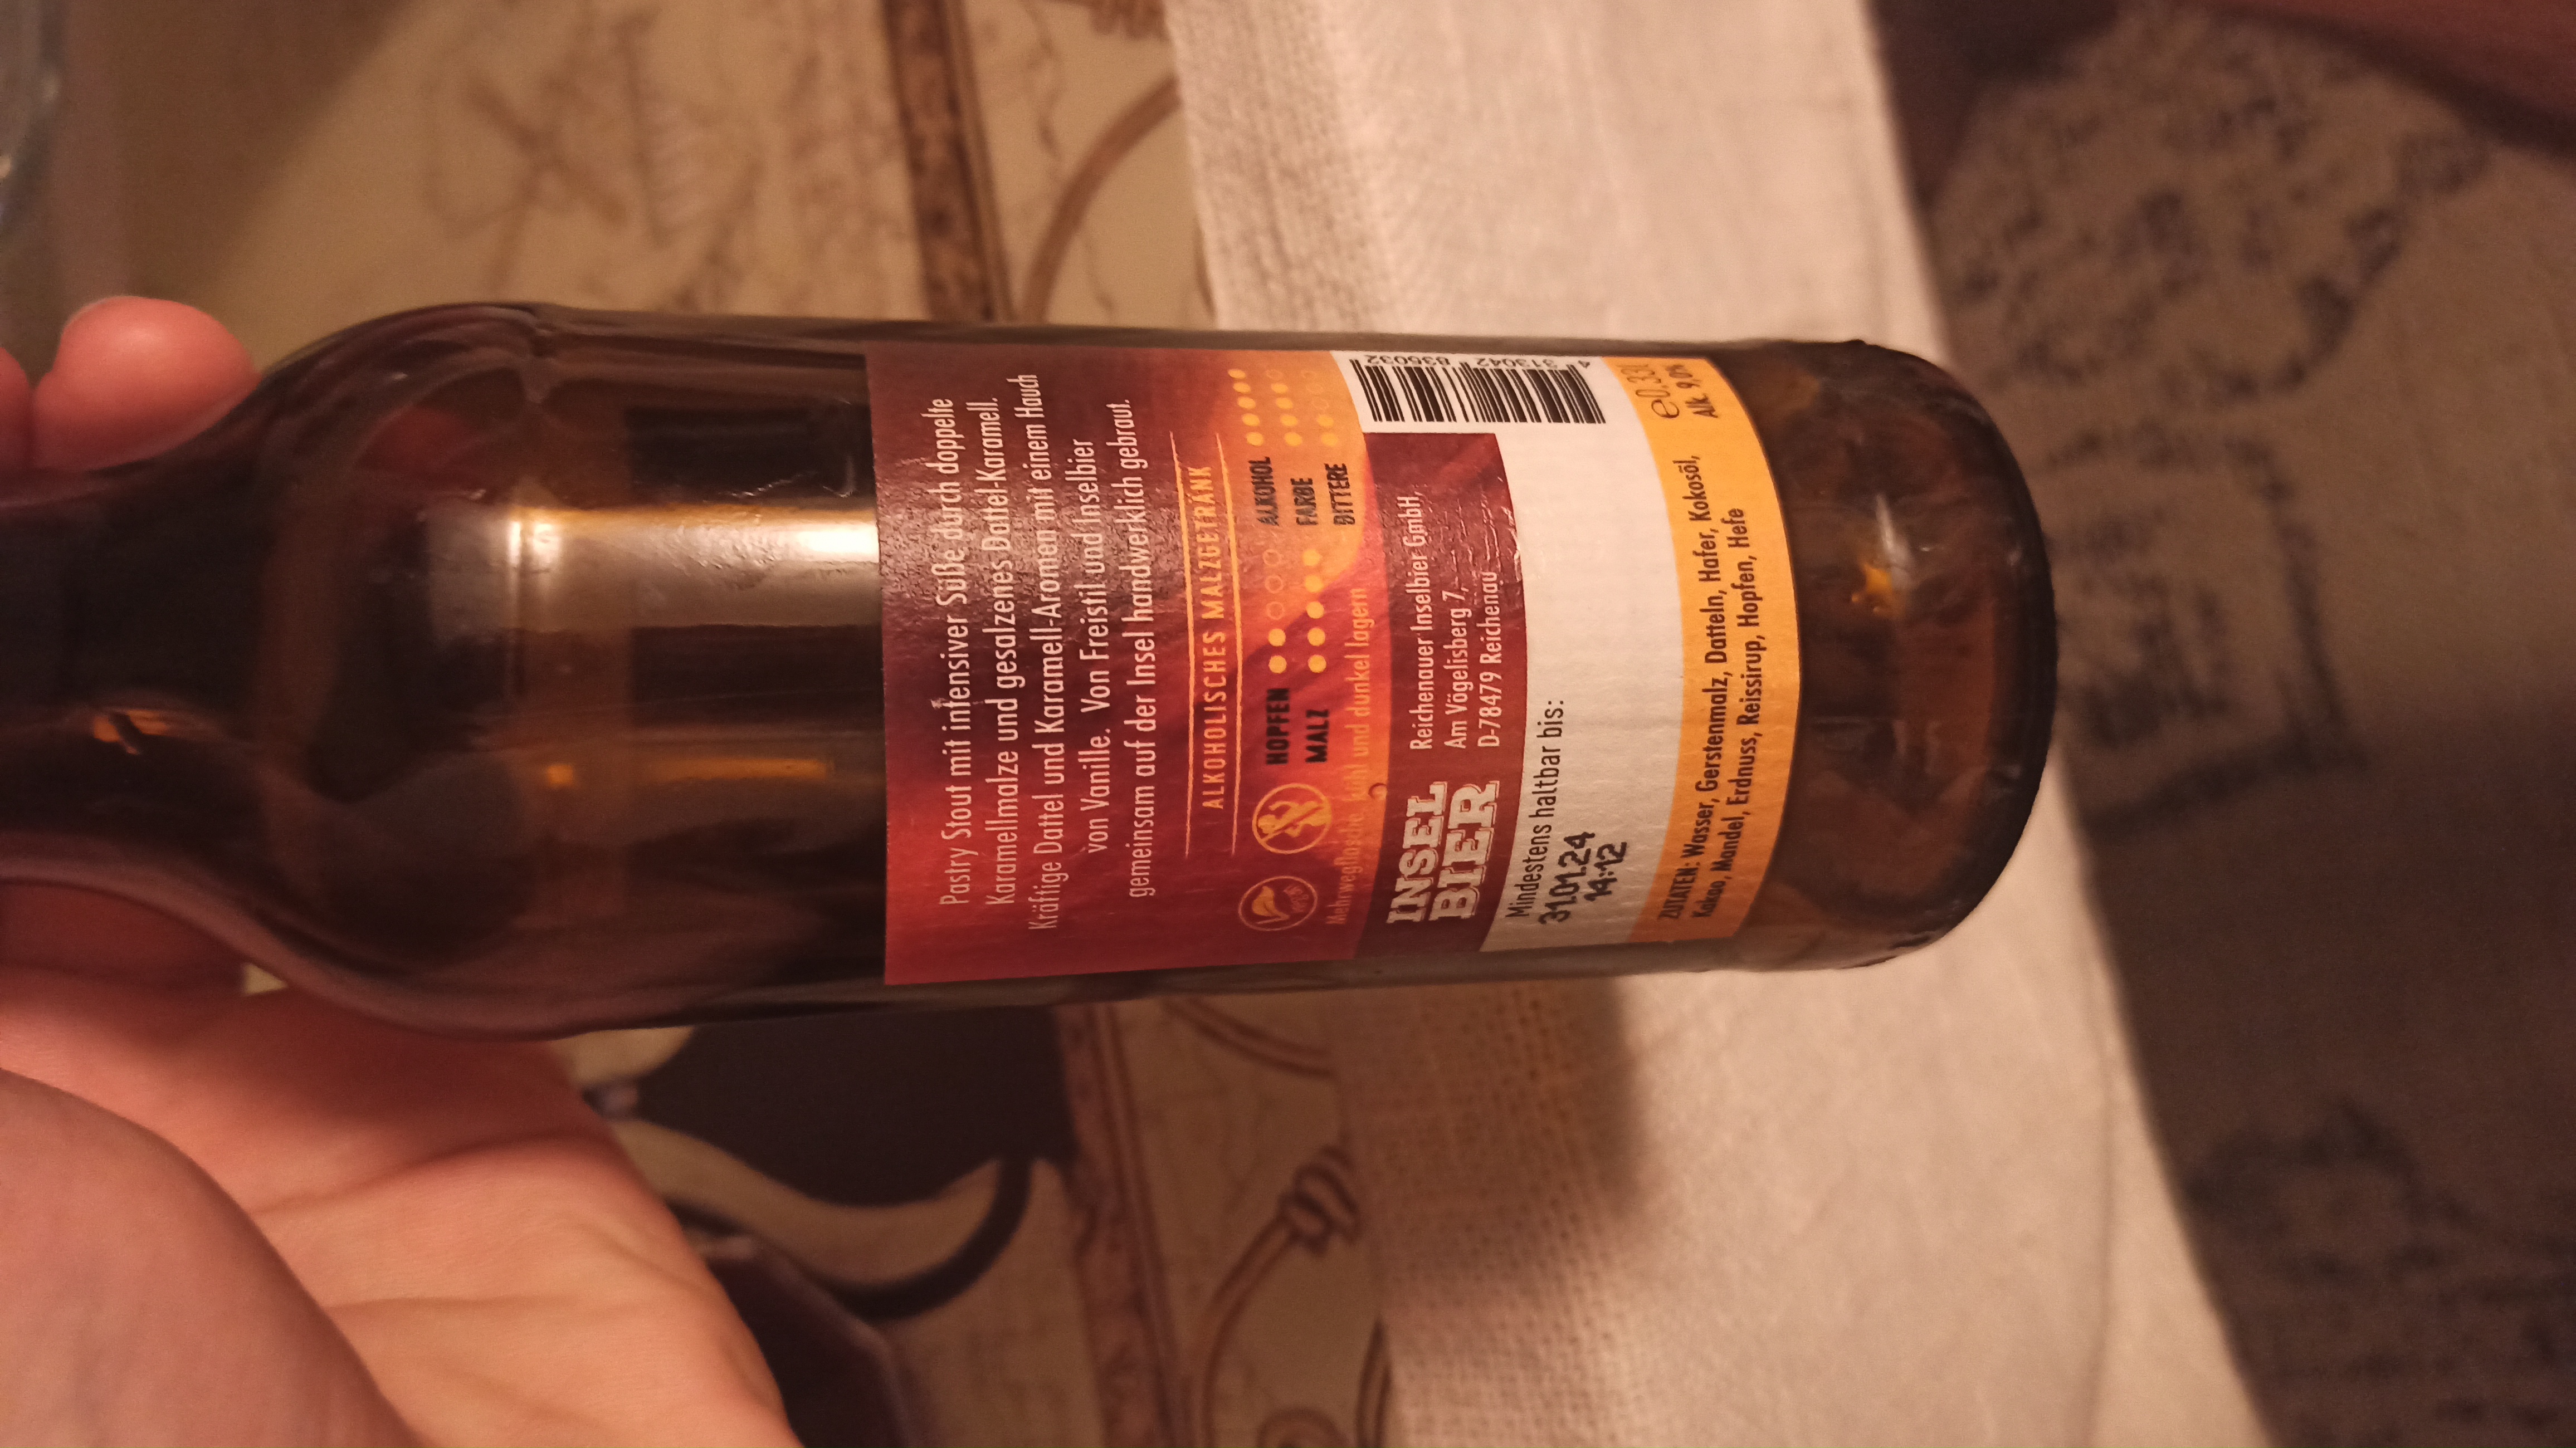 Pastry Stout mit intensiver Süße durch doppelte
Karamellmalze und gesalzenes Dattel-Karamell.
Kräftige Dattel und Karamell-Aromen mit einem Hauch
von Vanille. Von Freistil und Inselbier
gemeinsam auf der Insel handwerklich gebraut.
ALKOHOLISCHES MALZGETRÄNK
HOPFEN
MALZ
ALKOHOL
FARBE
BITTERE
Mehrwegflasche, kühl und dunkel lagern
INSEL
BIER
Reichenauer Inselbier GmbH,
Am Vögelisberg 7,
D-78479 Reichenau
4 313042 835032
Mindestens haltbar bis:
31.01.24
14:12
ZUTATEN: Wasser, Gerstenmalz, Datteln, Hafer, Kokosöl,
Kakao, Mandel, Erdnuss, Reissirup, Hopfen, Hefe
e0,33l
Alk. 9,0%